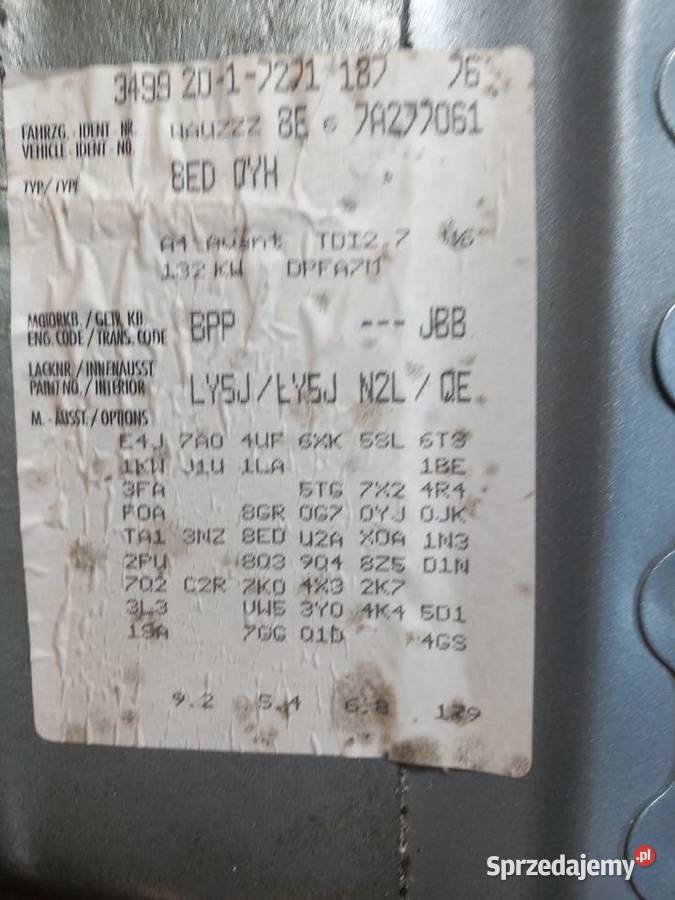 3499 20-1-7271 187 76
FAHRZG.-IDENT-NR. WAUZZZ 8E 6 7A277061
VEHICLE-IDENT-NO.
TYP/TYPE 8ED 0YH
A4 Avant TDI2.7 V6
132 KW DPFA7M
MOTORKB./GETR.KB. BPP --- JBB
ENG.CODE/TRANS.CODE
LACKNR./INNENAUSST. LY5J/LY5J N2L/QE
PAINT NO./INTERIOR
M.-AUSST./OPTIONS
E4J 7A0 4UF 6XK 5SL 6T3
1KW J1U 1LA 1BE
3FA 5TG 7X2 4R4
F0A 8GR 0G7 0YJ 0JK
TA1 3NZ 8ED U2A X0A 1N3
2PU 8Q3 9Q4 8Z5 D1N
7Q2 C2R 7K0 4X3 2K7
3L3 VW5 3Y0 4K4 5D1
1SA 7GG Q1D 4GS
9.2 5.4 6.8 179
Sprzedajemy.pl